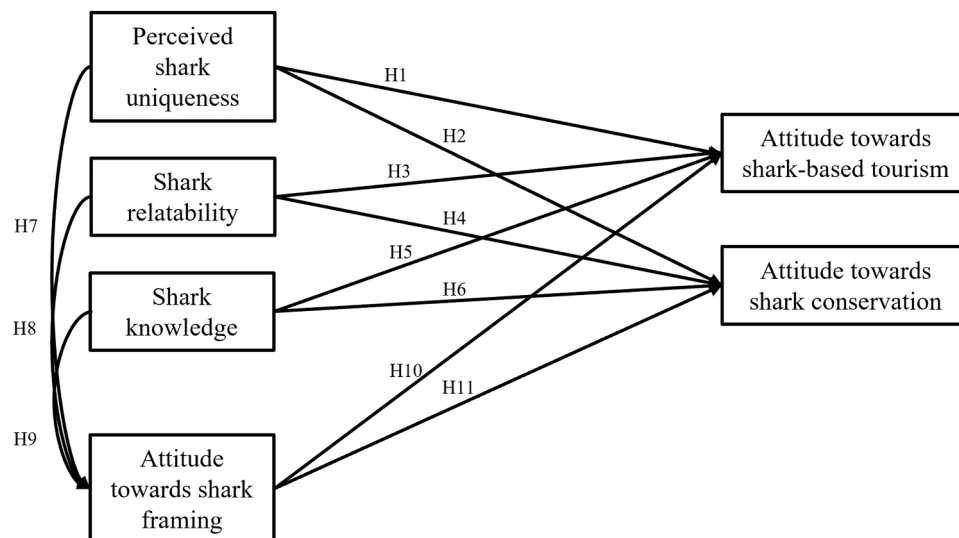 Perceived
shark
uniqueness
H1
H2
Attitude towards
shark-based tourism
Shark
relatability
H3
H4
H7
H5
Attitude towards
shark conservation
Shark
knowledge
H6
H8
H10
H11
H9
Attitude
towards shark
framing